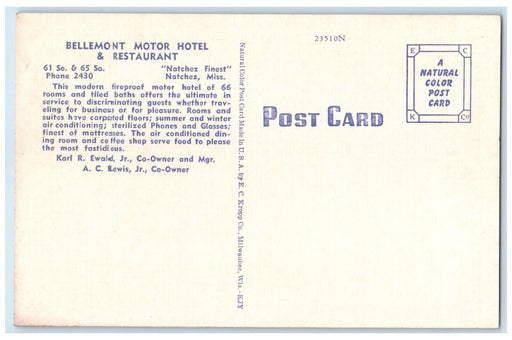 BELLEMONT MOTOR HOTEL
& RESTAURANT
61 So. & 65 So. "Natchez Finest"
Phone 2430 Natchez, Miss.
This modern fireproof motor hotel of 66
rooms and tiled baths offers the ultimate in
service to discriminating guests whether trav-
eling for business or for pleasure. Rooms and
suites have carpeted floors; summer and winter
air conditioning; sterilized Phones and Glasses;
finest of mattresses. The air conditioned din-
ing room and coffee shop serve food to please
the most fastidious.
Karl R. Ewald, Jr., Co-Owner and Mgr.
A. C. Lewis, Jr., Co-Owner
Natural Color Post Card Made in U.S.A. by E. C. Kropp Co., Milwaukee, Wis.-EJY
23510N
POST CARD
E C
A
NATURAL
COLOR
POST
CARD
K Co